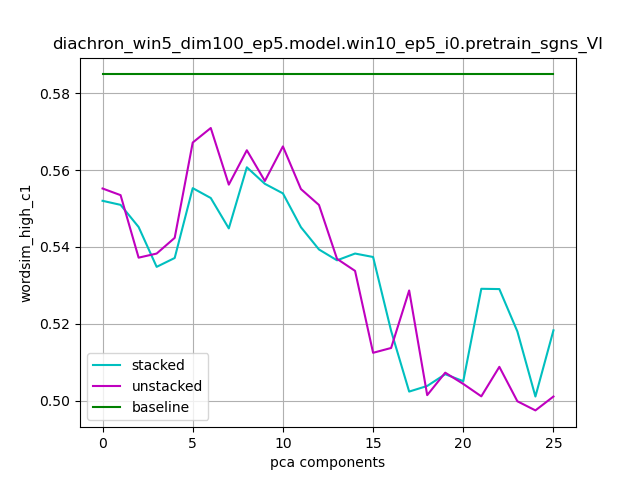 diachron_win5_dim100_ep5.model.win10_ep5_i0.pretrain_sgns_VI
wordsim_high_c1
0.58
0.56
0.54
0.52
0.50
stacked
unstacked
baseline
0 5 10 15 20 25
pca components